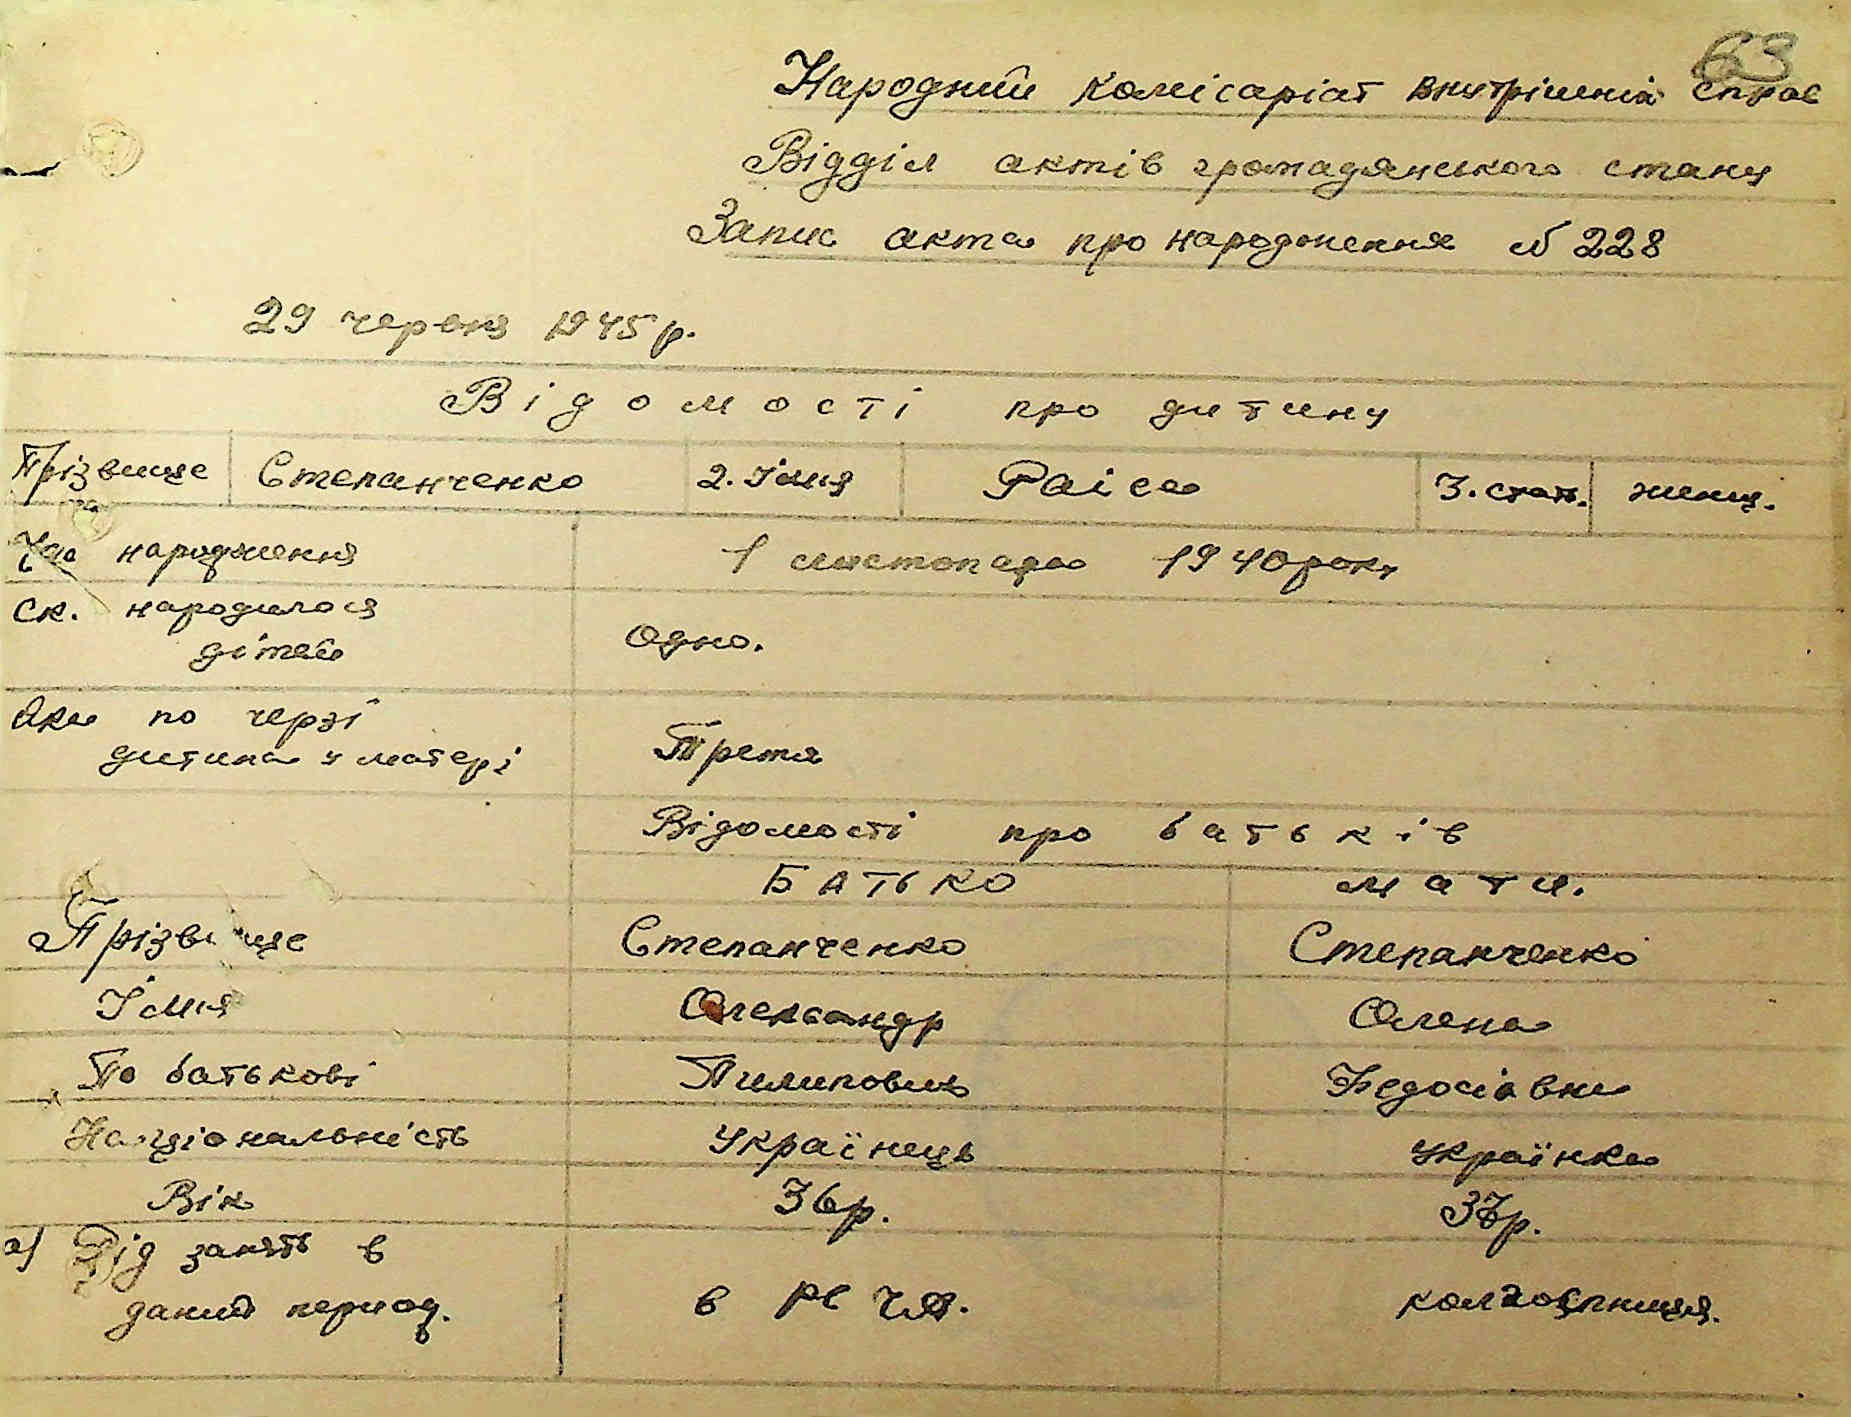 63
Народний комісаріат внутрішніх справ
Відділ актів громадянського стану
Запис акта про народження № 228
29 червня 1945 р.
Відомості про дитину
Прізвище Степанченко 2. Ім'я Раіса 3. стать. жіноч.
Час народження 1 листопада 1940 року
Ск. народилося
дітей Одно.
Яка по черзі
дитина у матері Третя
Відомості про батьків
Батько Мати.
Прізвище Степанченко Степанченко
Ім'я Олександр Олена
По батькові Пилипович Федосіївна
Національність Українець Українка
Вік 36 р. 37 р.
а) Рід занять в
даний период. в РСЧА. колгоспниця.